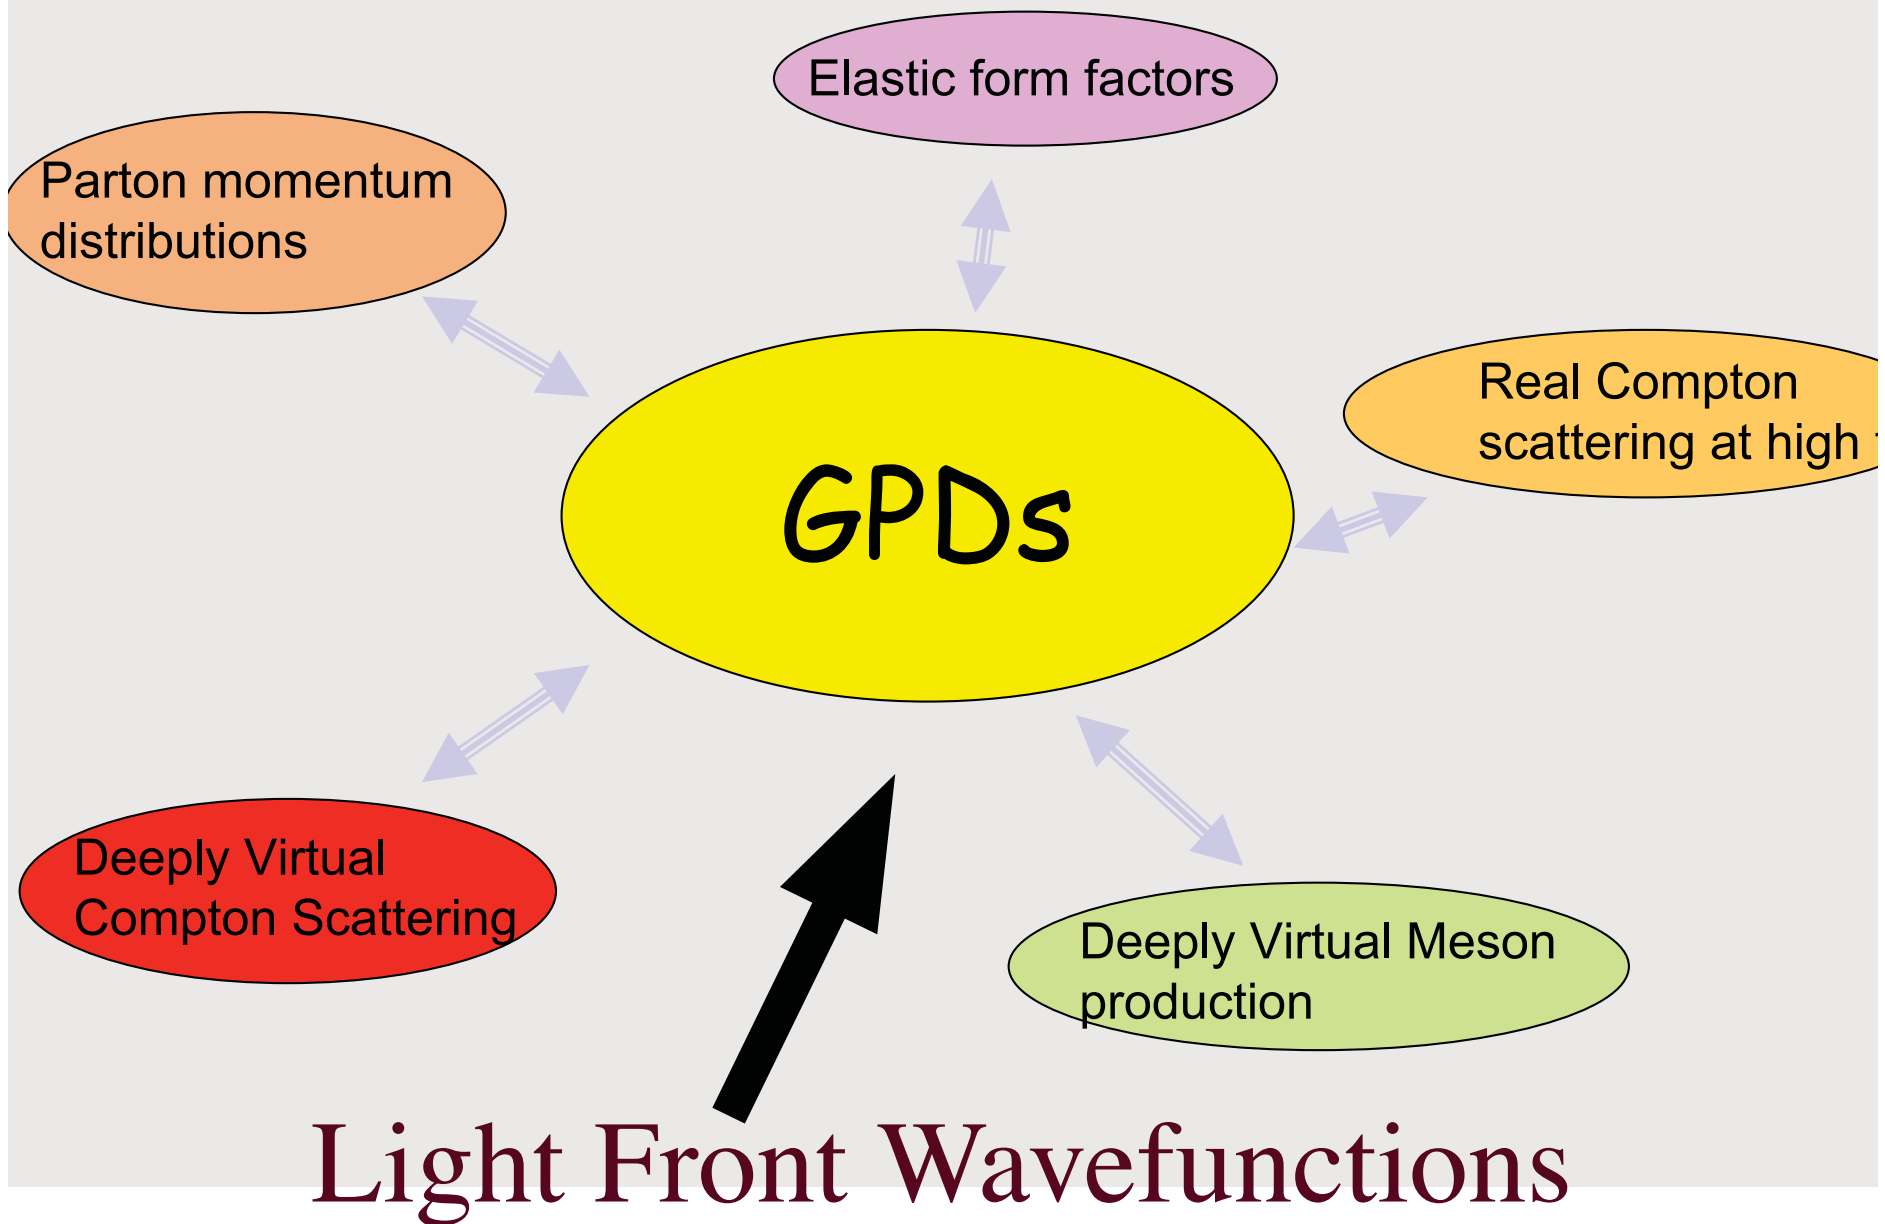 Elastic form factors
Parton momentum
distributions
Real Compton
scattering at high
GPDs
Deeply Virtual
Compton Scattering
Deeply Virtual Meson
production
Light Front Wavefunctions